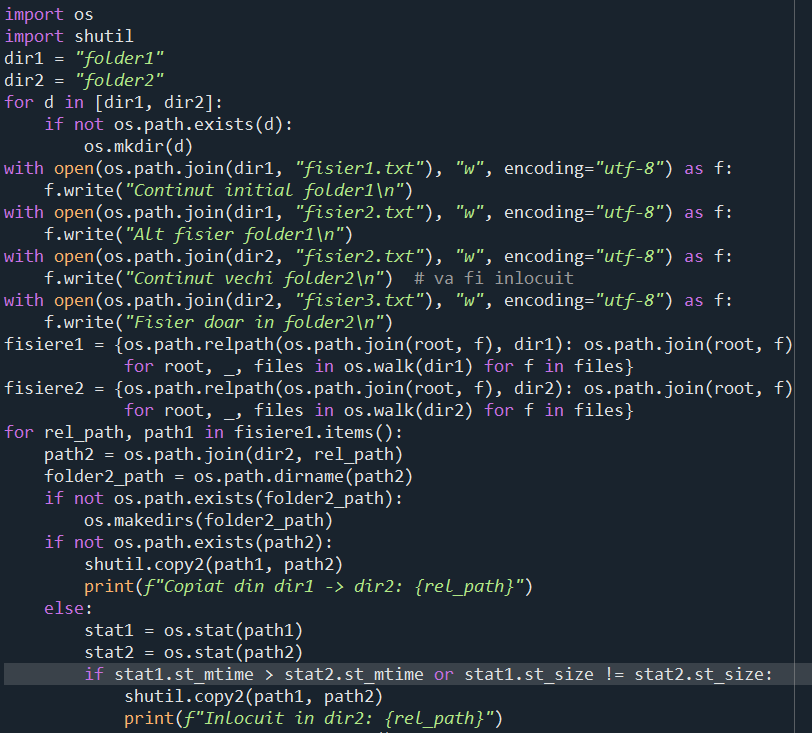 import os
import shutil
dir1 = "folder1"
dir2 = "folder2"
for d in [dir1, dir2]:
    if not os.path.exists(d):
        os.mkdir(d)
with open(os.path.join(dir1, "fisier1.txt"), "w", encoding="utf-8") as f:
    f.write("Continut initial folder1\n")
with open(os.path.join(dir1, "fisier2.txt"), "w", encoding="utf-8") as f:
    f.write("Alt fisier folder1\n")
with open(os.path.join(dir2, "fisier2.txt"), "w", encoding="utf-8") as f:
    f.write("Continut vechi folder2\n")  # va fi inlocuit
with open(os.path.join(dir2, "fisier3.txt"), "w", encoding="utf-8") as f:
    f.write("Fisier doar in folder2\n")
fisiere1 = {os.path.relpath(os.path.join(root, f), dir1): os.path.join(root, f)
            for root, _, files in os.walk(dir1) for f in files}
fisiere2 = {os.path.relpath(os.path.join(root, f), dir2): os.path.join(root, f)
            for root, _, files in os.walk(dir2) for f in files}
for rel_path, path1 in fisiere1.items():
    path2 = os.path.join(dir2, rel_path)
    folder2_path = os.path.dirname(path2)
    if not os.path.exists(folder2_path):
        os.makedirs(folder2_path)
    if not os.path.exists(path2):
        shutil.copy2(path1, path2)
        print(f"Copiat din dir1 -> dir2: {rel_path}")
    else:
        stat1 = os.stat(path1)
        stat2 = os.stat(path2)
        if stat1.st_mtime > stat2.st_mtime or stat1.st_size != stat2.st_size:
            shutil.copy2(path1, path2)
            print(f"Inlocuit in dir2: {rel_path}")